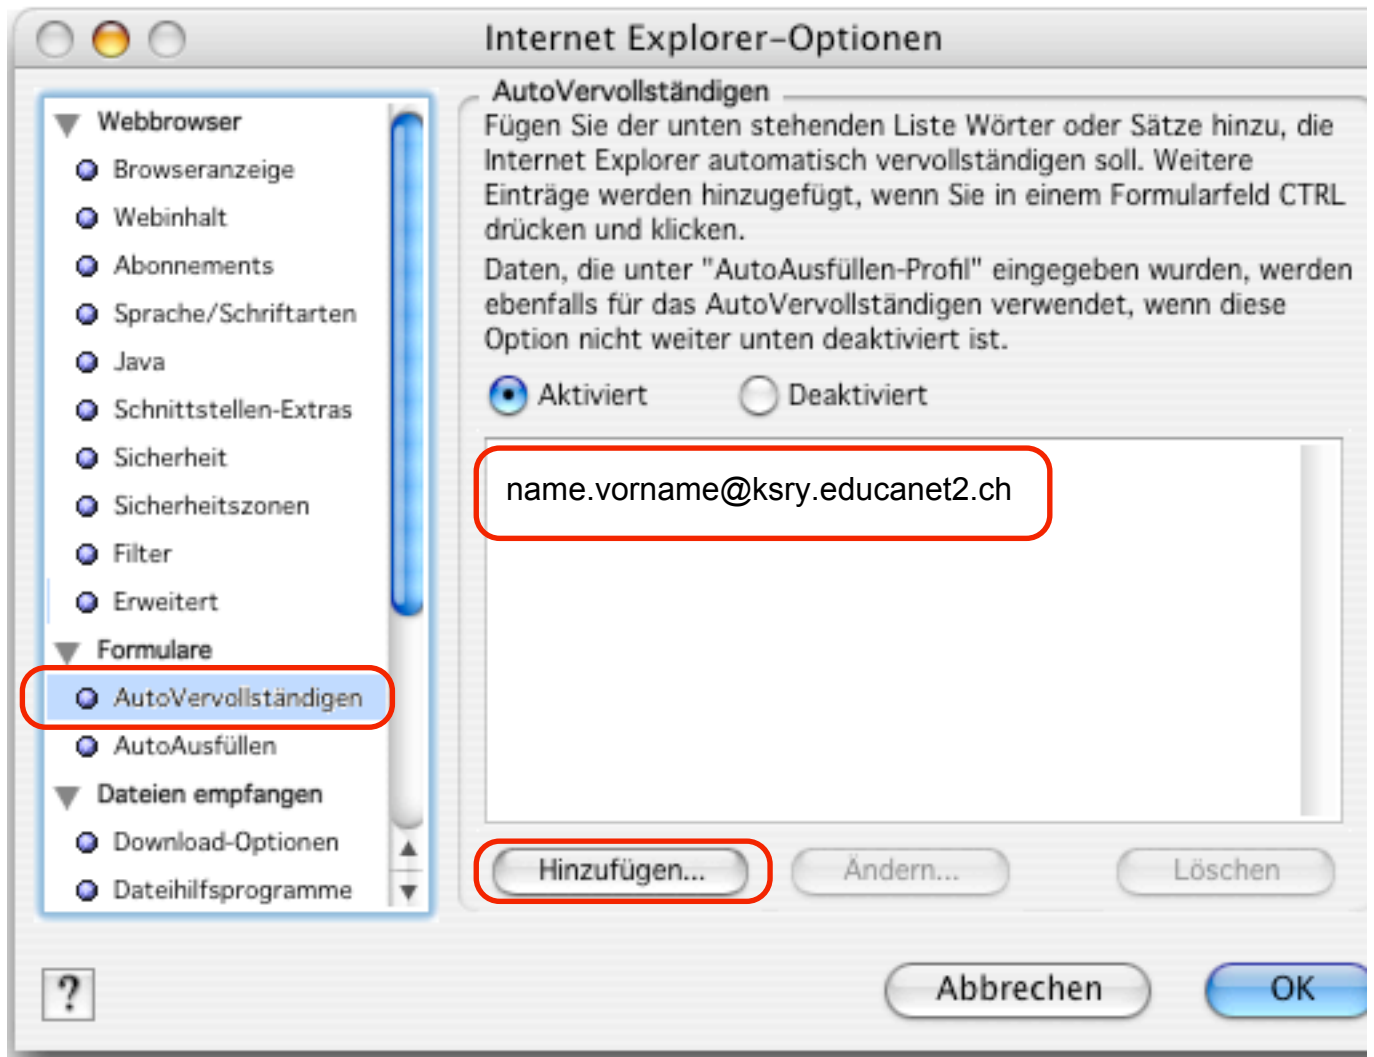 Internet Explorer-Optionen
Webbrowser
Browseranzeige
Webinhalt
Abonnements
Sprache/Schriftarten
Java
Schnittstellen-Extras
Sicherheit
Sicherheitszonen
Filter
Erweitert
Formulare
AutoVervollständigen
AutoAusfüllen
Dateien empfangen
Download-Optionen
Dateihilfsprogramme
AutoVervollständigen
Fügen Sie der unten stehenden Liste Wörter oder Sätze hinzu, die
Internet Explorer automatisch vervollständigen soll. Weitere
Einträge werden hinzugefügt, wenn Sie in einem Formularfeld CTRL
drücken und klicken.
Daten, die unter "AutoAusfüllen-Profil" eingegeben wurden, werden
ebenfalls für das AutoVervollständigen verwendet, wenn diese
Option nicht weiter unten deaktiviert ist.
Aktiviert Deaktiviert
name.vorname@ksry.educanet2.ch
Hinzufügen... Ändern... Löschen
? Abbrechen OK